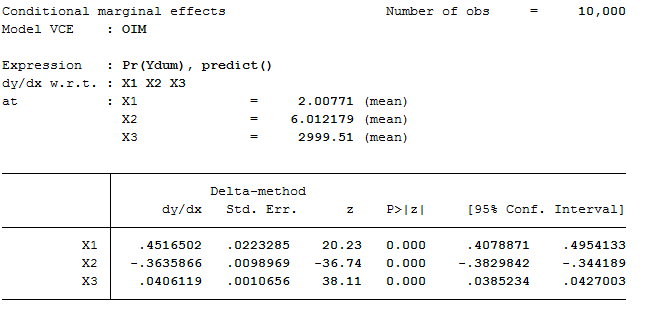 Conditional marginal effects Number of obs = 10,000
Model VCE : OIM
Expression : Pr(Ydum), predict()
dy/dx w.r.t. : X1 X2 X3
at : X1 = 2.00771 (mean)
X2 = 6.012179 (mean)
X3 = 2999.51 (mean)
Delta-method
dy/dx Std. Err. z P>|z| [95% Conf. Interval]
X1 .4516502 .0223285 20.23 0.000 .4078871 .4954133
X2 -.3635866 .0098969 -36.74 0.000 -.3829842 -.344189
X3 .0406119 .0010656 38.11 0.000 .0385234 .0427003